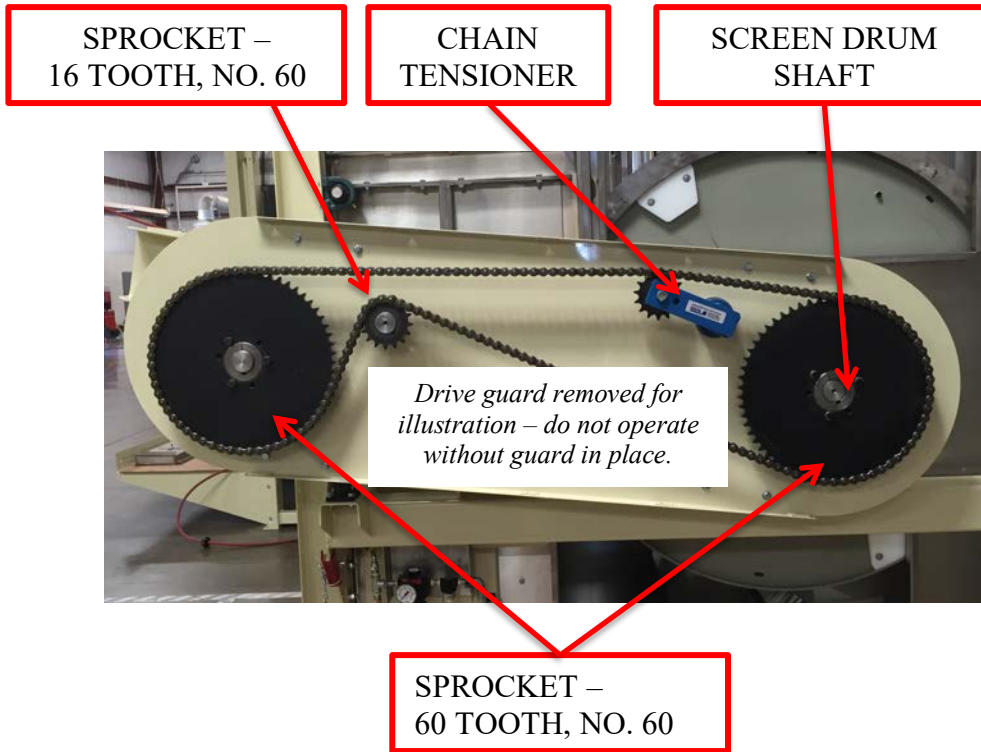 SPROCKET –
16 TOOTH, NO. 60
CHAIN
TENSIONER
SCREEN DRUM
SHAFT
Drive guard removed for
illustration – do not operate
without guard in place.
SPROCKET –
60 TOOTH, NO. 60